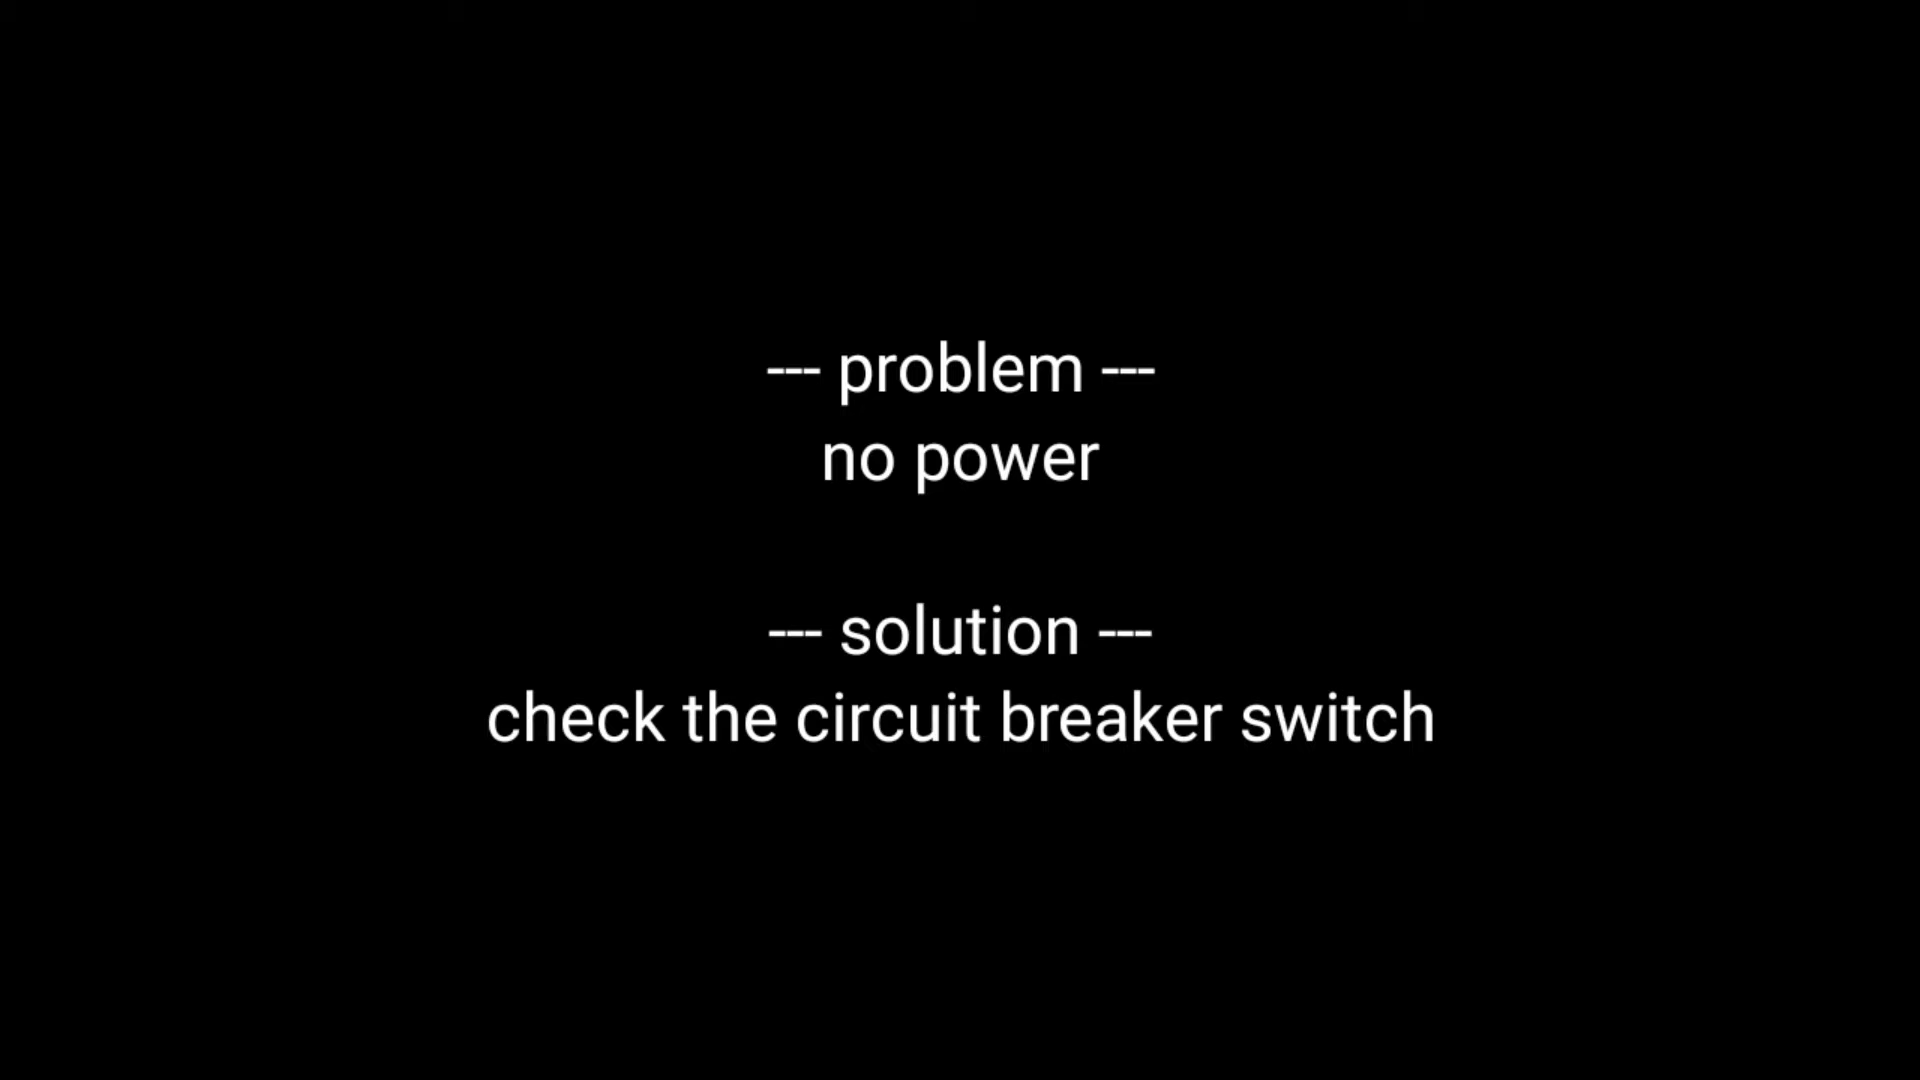 --- problem ---
no power
--- solution ---
check the circuit breaker switch